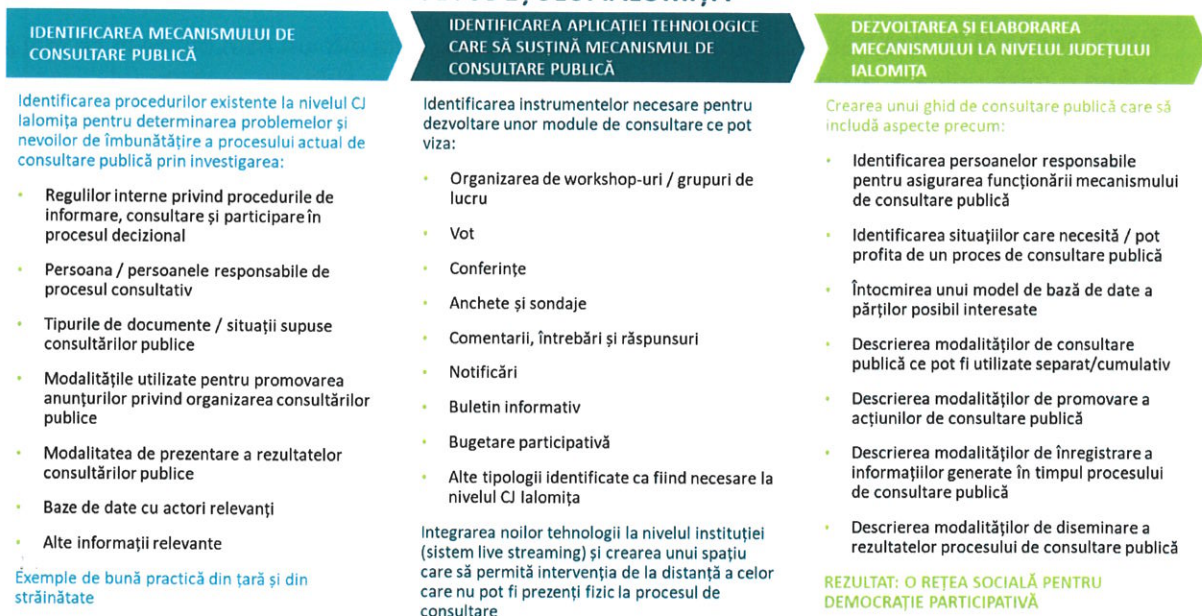 IDENTIFICAREA MECANISMULUI DE
CONSULTARE PUBLICĂ
Identificarea procedurilor existente la nivelul CJ
Ialomița pentru determinarea problemelor și
nevoilor de îmbunătățire a procesului actual de
consultare publică prin investigarea:
• Regulilor interne privind procedurile de
informare, consultare și participare în
procesul decizional
• Persoana / persoanele responsabile de
procesul consultativ
• Tipurile de documente / situații supuse
consultărilor publice
• Modalitățile utilizate pentru promovarea
anunțurilor privind organizarea consultărilor
publice
• Modalitatea de prezentare a rezultatelor
consultărilor publice
• Baze de date cu actori relevanți
• Alte informații relevante
Exemple de bună practică din țară și din
străinătate
IDENTIFICAREA APLICAȚIEI TEHNOLOGICE
CARE SĂ SUSȚINĂ MECANISMUL DE
CONSULTARE PUBLICĂ
Identificarea instrumentelor necesare pentru
dezvoltare unor module de consultare ce pot
viza:
• Organizarea de workshop-uri / grupuri de
lucru
• Vot
• Conferințe
• Anchete și sondaje
• Comentarii, întrebări și răspunsuri
• Notificări
• Buletin informativ
• Bugetare participativă
• Alte tipologii identificate ca fiind necesare la
nivelul CJ Ialomița
Integrarea noilor tehnologii la nivelul instituției
(sistem live streaming) și crearea unui spațiu
care să permită intervenția de la distanță a celor
care nu pot fi prezenți fizic la procesul de
consultare
DEZVOLTAREA ȘI ELABORAREA
MECANISMULUI LA NIVELUL JUDEȚULUI
IALOMIȚA
Crearea unui ghid de consultare publică care să
includă aspecte precum:
• Identificarea persoanelor responsabile
pentru asigurarea funcționării mecanismului
de consultare publică
• Identificarea situațiilor care necesită / pot
profita de un proces de consultare publică
• Întocmirea unui model de bază de date a
părților posibil interesate
• Descrierea modalităților de consultare
publică ce pot fi utilizate separat/cumulativ
• Descrierea modalităților de promovare a
acțiunilor de consultare publică
• Descrierea modalităților de înregistrare a
informațiilor generate în timpul procesului
de consultare publică
• Descrierea modalităților de diseminare a
rezultatelor procesului de consultare publică
REZULTAT: O REȚEA SOCIALĂ PENTRU
DEMOCRAȚIE PARTICIPATIVĂ